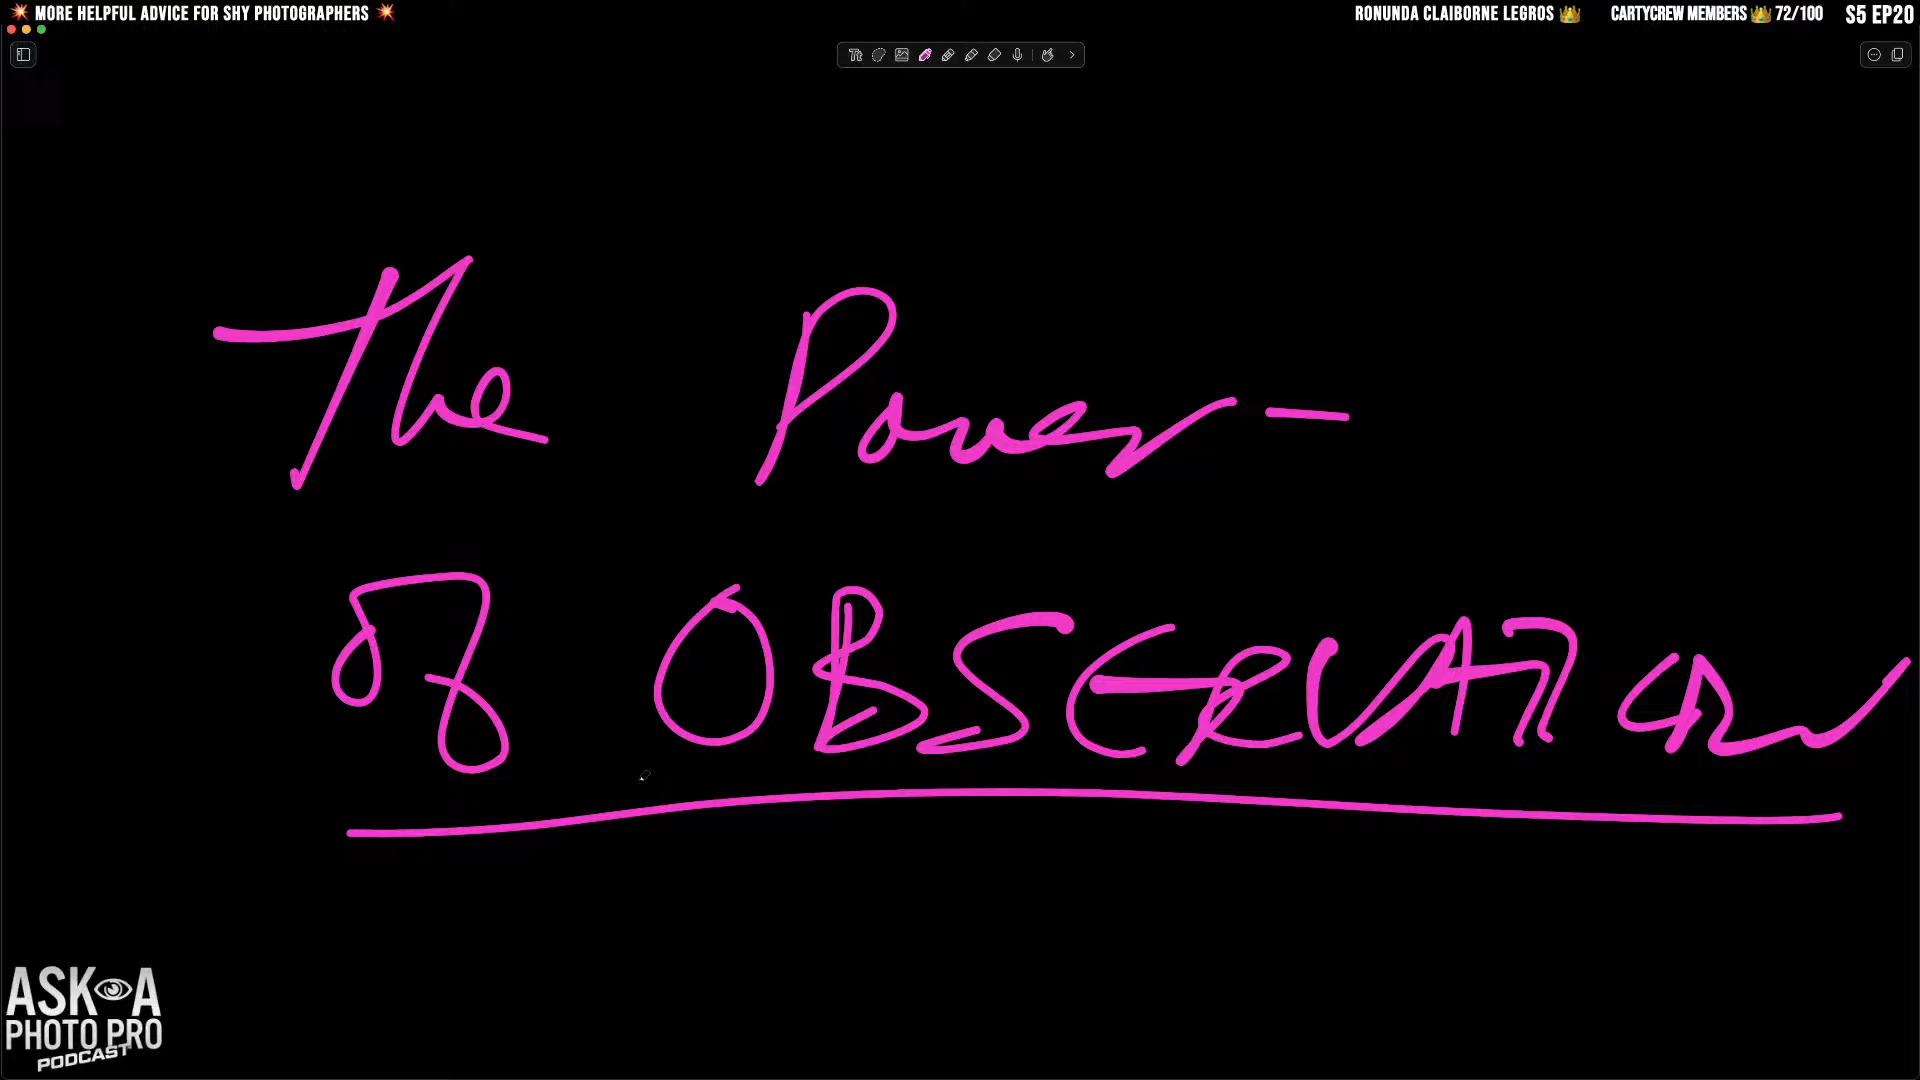 💥 MORE HELPFUL ADVICE FOR SHY PHOTOGRAPHERS 💥
RONUNDA CLAIBORNE LEGROS 👑 CARTYCREW MEMBERS 👑 72/100 S5 EP20
The Power –
of OBSERVATION
ASK A
PHOTO PRO
PODCAST